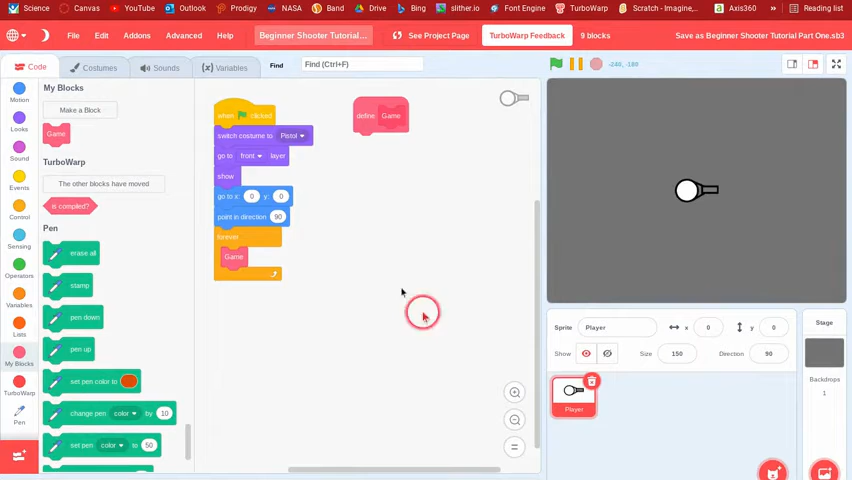 Science Canvas YouTube Outlook Prodigy NASA Band Drive Bing slither.io Font Engine TurboWarp Scratch - Imagine,... Axis360 Reading list
File Edit Addons Advanced Help Beginner Shooter Tutorial... See Project Page TurboWarp Feedback 9 blocks Save as Beginner Shooter Tutorial Part One.sb3
Code Costumes Sounds Variables Find Find (Ctrl+F) -240, -180
My Blocks
Make a Block
Game
TurboWarp
The other blocks have moved
is compiled?
Pen
erase all
stamp
pen down
pen up
set pen color to
change pen color by 10
set pen color to 50
Motion
Looks
Sound
Events
Control
Sensing
Operators
Variables
Lists
My Blocks
TurboWarp
Pen
when clicked
switch costume to Pistol
go to front layer
show
go to x: 0 y: 0
point in direction 90
forever
Game
define Game
Sprite Player x 0 y 0
Show Size 150 Direction 90
Player
Stage
Backdrops
1